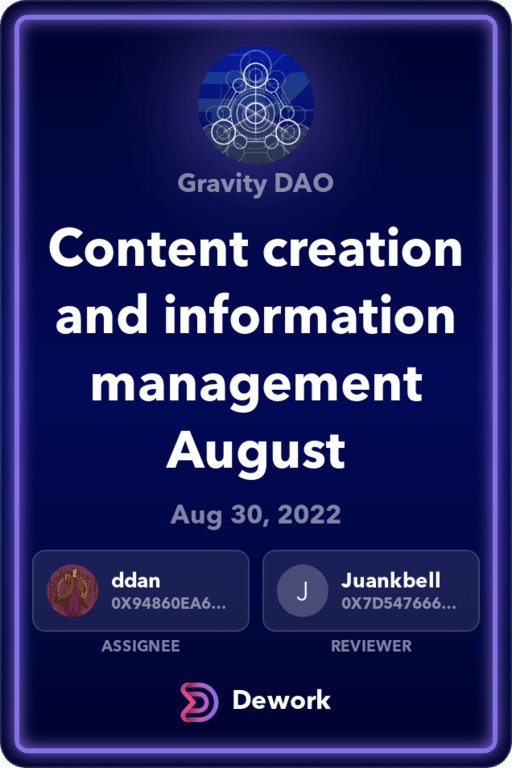 Gravity DAO
Content creation
and information
management
August
Aug 30, 2022
ddan
0X94860EA6...
ASSIGNEE
J
Juankbell
0X7D547666...
REVIEWER
Dework